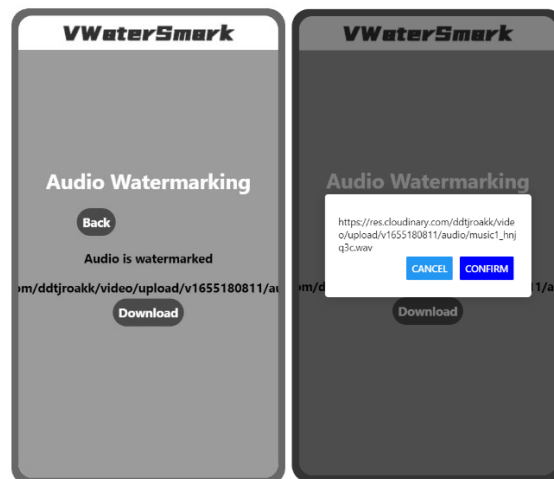 VWaterSmark
Audio Watermarking
Back
Audio is watermarked
om/ddtjroakk/video/upload/v1655180811/au
Download
VWaterSmark
Audio Watermarking
https://res.cloudinary.com/ddtjroakk/vide
o/upload/v1655180811/audio/music1_hnj
q3c.wav
CANCEL CONFIRM
om/d 11/a
Download